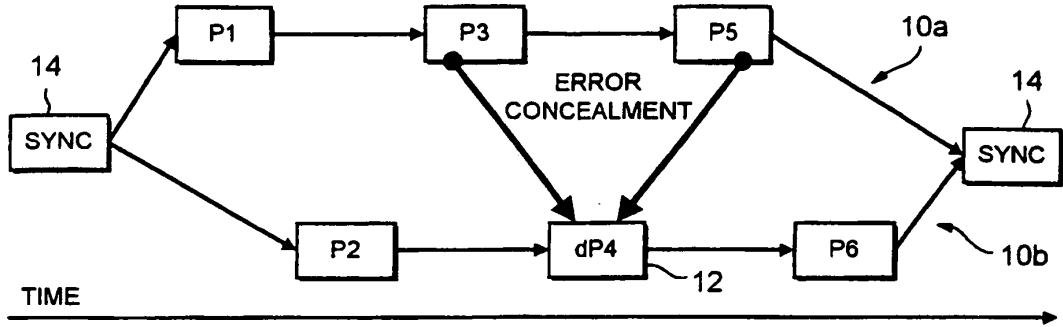 P1
P3
P5
10a
14
ERROR
CONCEALMENT
14
SYNC
SYNC
P2
dP4
P6
12
10b
TIME